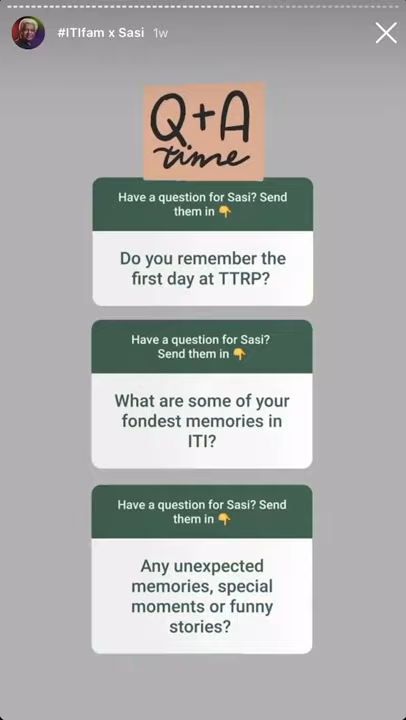 #ITIfam x Sasi 1w
Q+A
time
Have a question for Sasi? Send
them in 👇
Do you remember the
first day at TTRP?
Have a question for Sasi?
Send them in 👇
What are some of your
fondest memories in
ITI?
Have a question for Sasi? Send
them in 👇
Any unexpected
memories, special
moments or funny
stories?